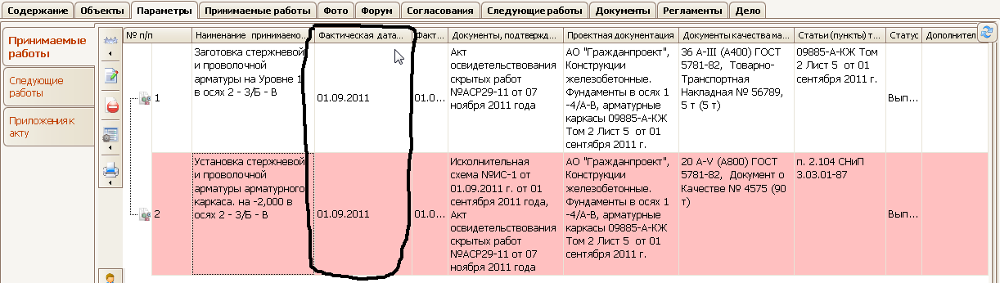 Содержание Объекты Параметры Принимаемые работы Фото Форум Согласования Следующие работы Документы Регламенты Дело
Принимаемые
работы
Следующие
работы
Приложения к
акту
№ п/п Наименание принимаемо... Фактическая дата... Факт... Документы, подтвержд... Проектная документация Документы качества ма... Статьи (пункты) т... Статус Дополнител
1
Заготовка стержневой
и проволочной
арматуры на Уровне 1
в осях 2 - 3/Б - В
01.09.2011
01.0...
Акт
освидетельствования
скрытых работ
№АСР29-11 от 07
ноября 2011 года
АО "Гражданпроект",
Конструкции
железобетонные.
Фундаменты в осях 1
-4/А-В, арматурные
каркасы 09885-А-КЖ
Том 2 Лист 5 от 01
сентября 2011 г.
36 А-III (А400) ГОСТ
5781-82, Товарно-
Транспортная
Накладная № 56789,
5 т (5 т)
09885-А-КЖ Том
2 Лист 5 от 01
сентября 2011 г.
Вып...
2
Установка стержневой
и проволочной
арматуры арматурного
каркаса. на -2,000 в
осях 2 - 3/Б - В
01.09.2011
01.0...
Исполнительная
схема №ИС-1 от
01.09.2011 г. от 01
сентября 2011 года,
Акт
освидетельствования
скрытых работ
№АСР29-11 от 07
ноября 2011 года
АО "Гражданпроект",
Конструкции
железобетонные.
Фундаменты в осях 1
-4/А-В, арматурные
каркасы 09885-А-КЖ
Том 2 Лист 5 от 01
сентября 2011 г.
20 А-V (А800) ГОСТ
5781-82, Документ о
Качестве № 4575 (90
т)
п. 2.104 СНиП
3.03.01-87
Вып...